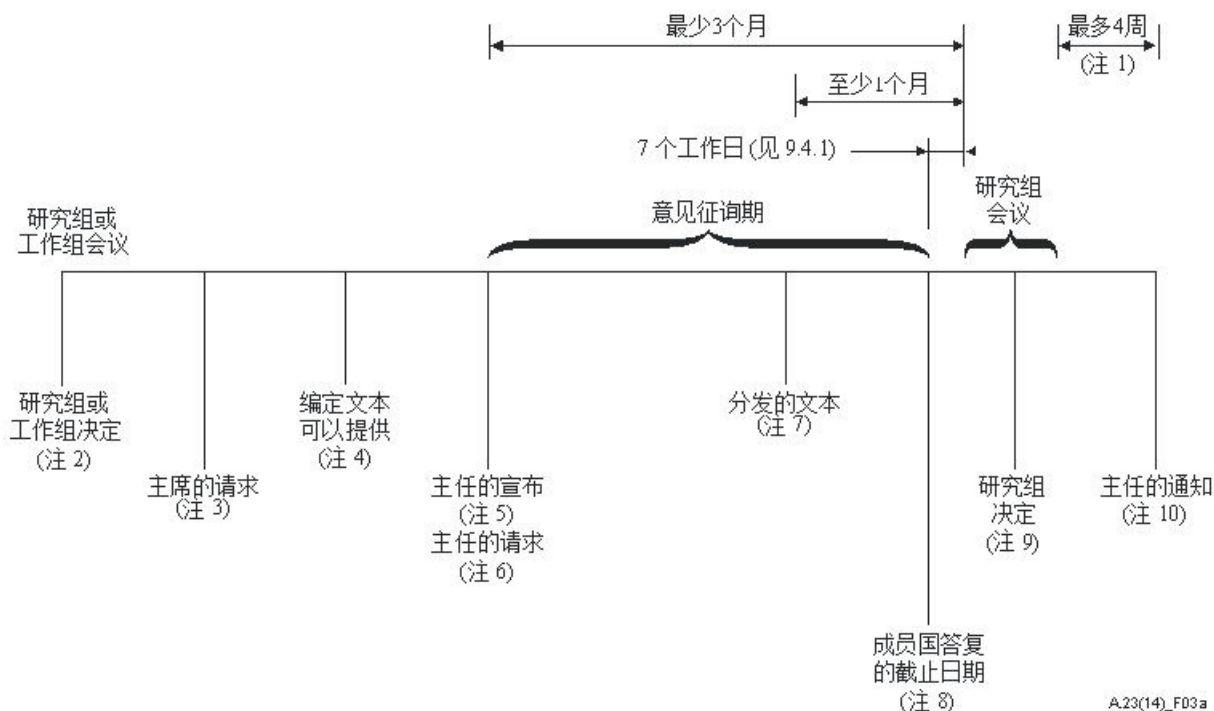 最少3个月
最多4周
(注 1)
至少1个月
7 个工作日 (见 9.4.1)
研究组或
工作组会议
意见征询期
研究组
会议
研究组或
工作组决定
(注 2)
主席的请求
(注 3)
编定文本
可以提供
(注 4)
主任的宣布
(注 5)
主任的请求
(注 6)
分发的文本
(注 7)
成员国答复
的截止日期
(注 8)
研究组
决定
(注 9)
主任的通知
(注 10)
A.23(14)_F03a